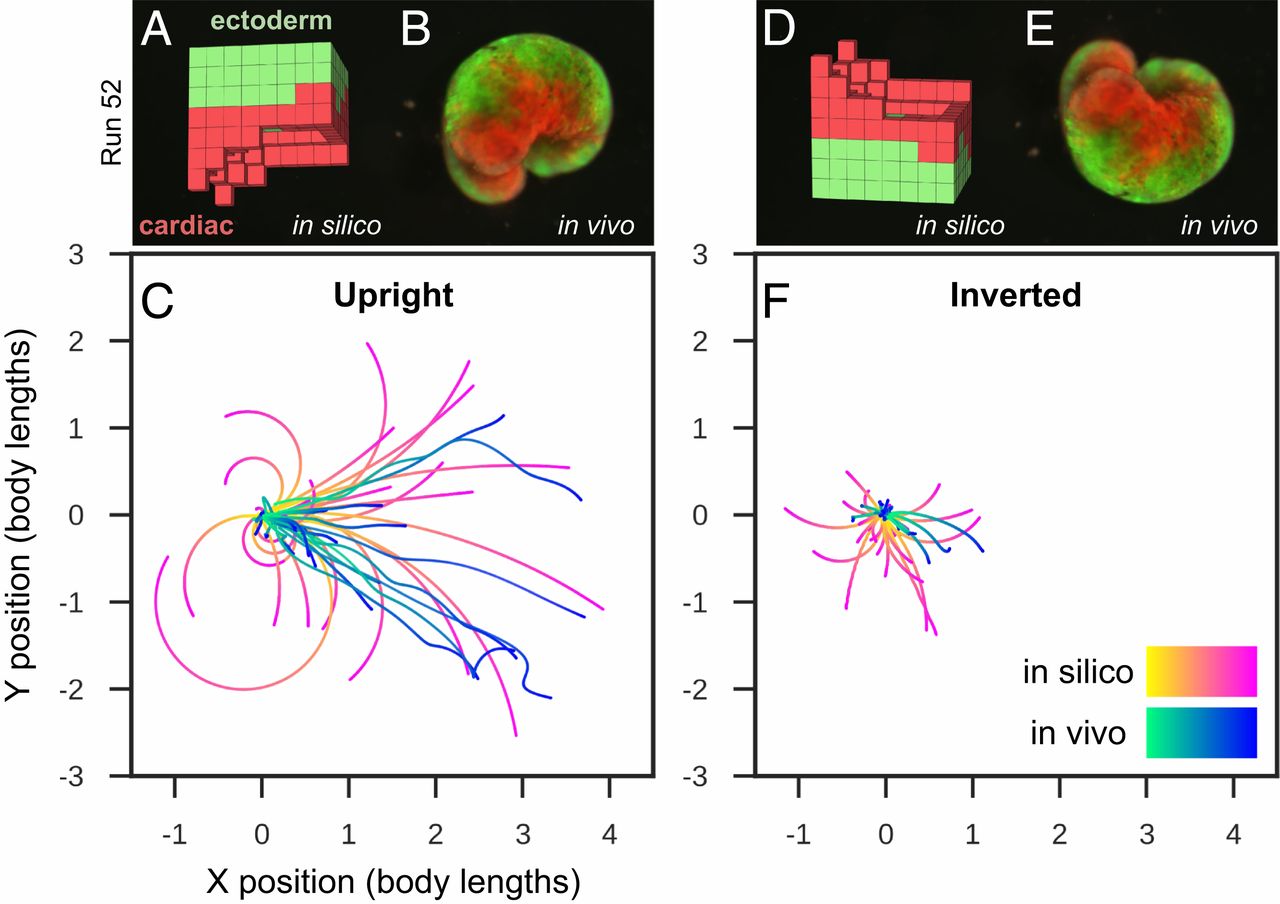 A
ectoderm
B
D
E
Run 52
cardiac
in silico
in vivo
in silico
in vivo
C
Upright
F
Inverted
3
2
1
0
-1
-2
-3
3
2
1
0
-1
-2
-3
Y position (body lengths)
in silico
in vivo
-1
0
1
2
3
4
-1
0
1
2
3
4
X position (body lengths)